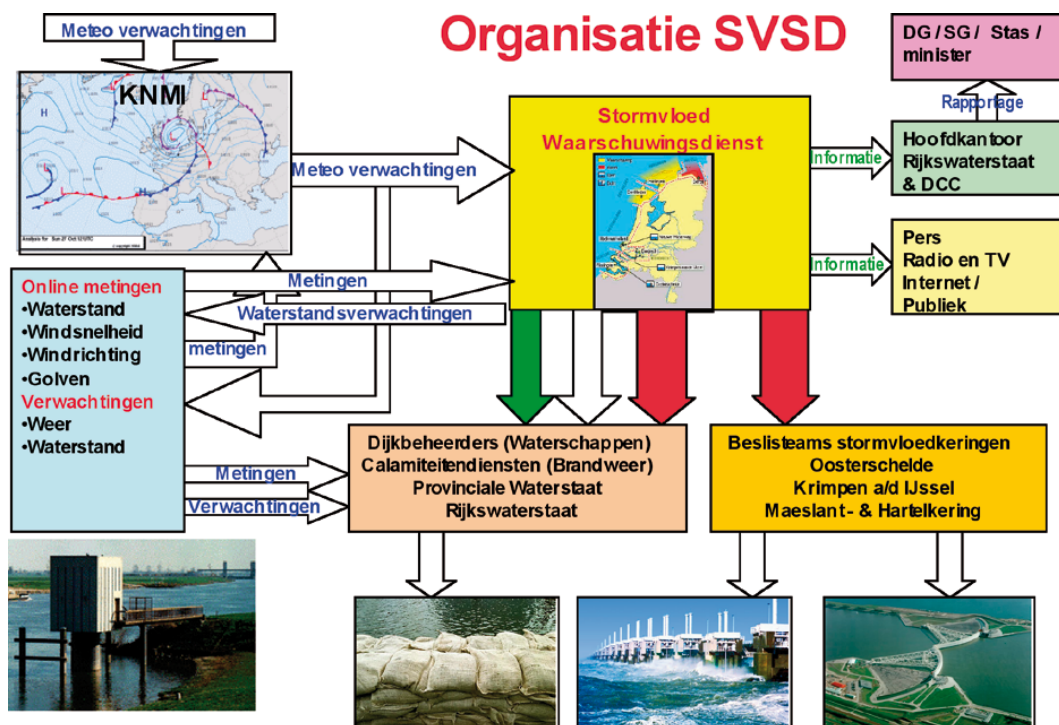 Organisatie SVSD
Meteo verwachtingen
KNMI
H
H
Meteo verwachtingen
Stormvloed
Waarschuwingsdienst
DG / SG / Stas /
minister
Rapportage
Informatie
Hoofdkantoor
Rijkswaterstaat
& DCC
Informatie
Pers
Radio en TV
Internet /
Publiek
Online metingen
•Waterstand
•Windsnelheid
•Windrichting
•Golven
Verwachtingen
•Weer
•Waterstand
Metingen
Waterstandsverwachtingen
metingen
Metingen
Verwachtingen
Dijkbeheerders (Waterschappen)
Calamiteitendiensten (Brandweer)
Provinciale Waterstaat
Rijkswaterstaat
Beslisteams stormvloedkeringen
Oosterschelde
Krimpen a/d IJssel
Maeslant- & Hartelkering